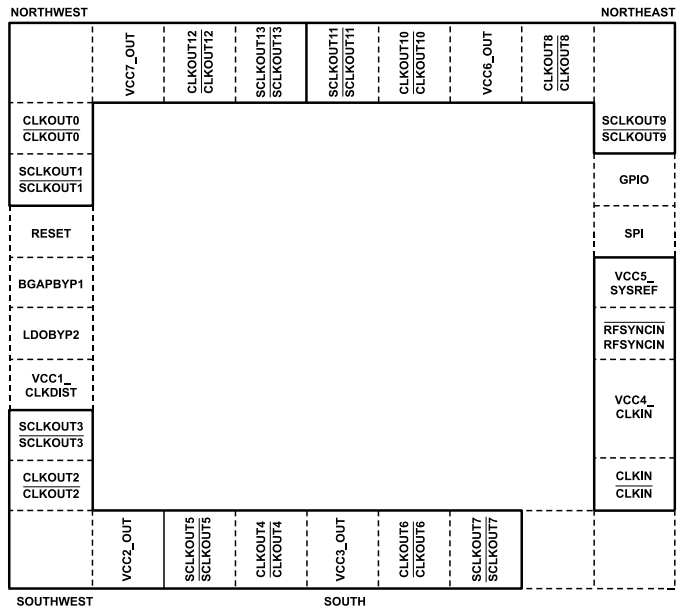 NORTHWEST
NORTHEAST
VCC7_OUT
CLKOUT12
CLKOUT12
SCLKOUT13
SCLKOUT13
SCLKOUT11
SCLKOUT11
CLKOUT10
CLKOUT10
VCC6_OUT
CLKOUT8
CLKOUT8
CLKOUT0
CLKOUT0
SCLKOUT1
SCLKOUT1
RESET
BGAPBYP1
LDOBYP2
VCC1_
CLKDIST
SCLKOUT3
SCLKOUT3
CLKOUT2
CLKOUT2
SCLKOUT9
SCLKOUT9
GPIO
SPI
VCC5_
SYSREF
RFSYNCIN
RFSYNCIN
VCC4_
CLKIN
CLKIN
CLKIN
VCC2_OUT
SCLKOUT5
SCLKOUT5
CLKOUT4
CLKOUT4
VCC3_OUT
CLKOUT6
CLKOUT6
SCLKOUT7
SCLKOUT7
SOUTHWEST
SOUTH